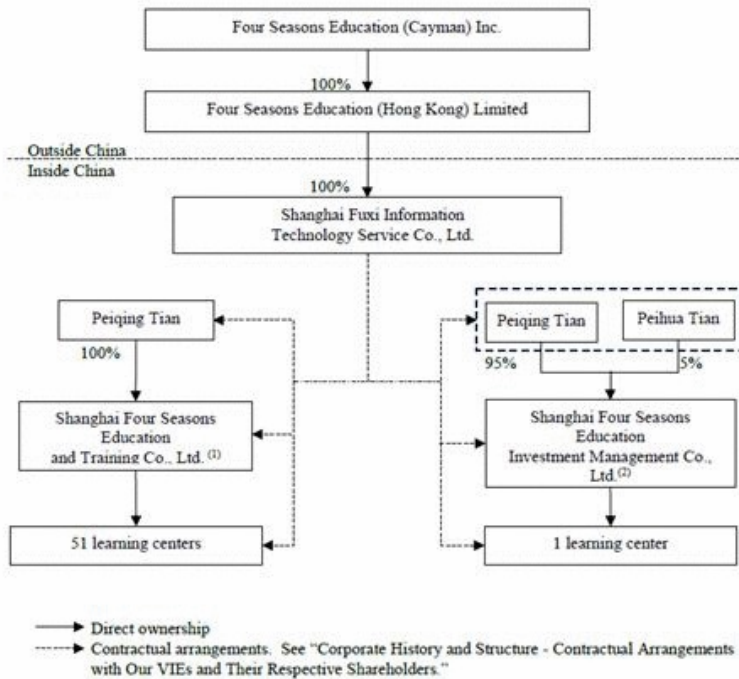 Four Seasons Education (Cayman) Inc.
100%
Four Seasons Education (Hong Kong) Limited
Outside China
Inside China
100%
Shanghai Fuxi Information
Technology Service Co., Ltd.
Peiqing Tian
Peiqing Tian
Peihua Tian
100%
95%
5%
Shanghai Four Seasons
Education
and Training Co., Ltd. (1)
Shanghai Four Seasons
Education
Investment Management Co.,
Ltd.(2)
51 learning centers
1 learning center
Direct ownership
Contractual arrangements. See “Corporate History and Structure - Contractual Arrangements
with Our VIEs and Their Respective Shareholders.”